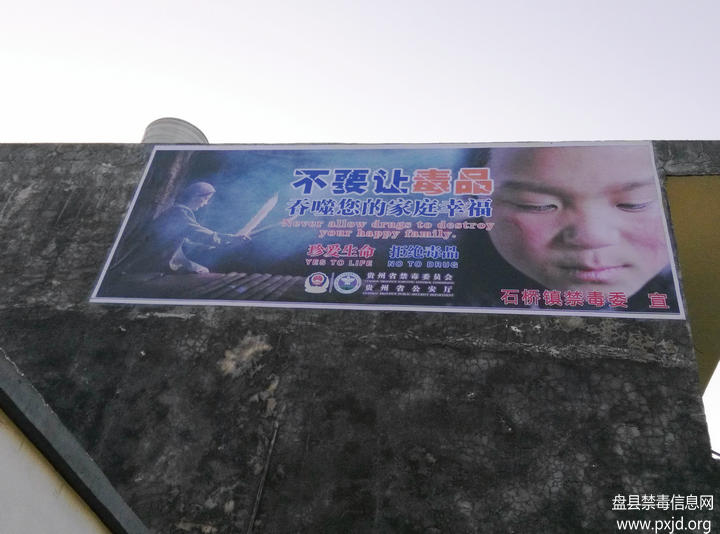 不要让毒品
吞噬您的家庭幸福
Never allow drugs to destroy
your happy family.
珍爱生命 拒绝毒品
YES TO LIFE NO TO DRUG
贵州省禁毒委员会
贵州省公安厅
石桥镇禁毒委 宣
盘县禁毒信息网
www.pxjd.org